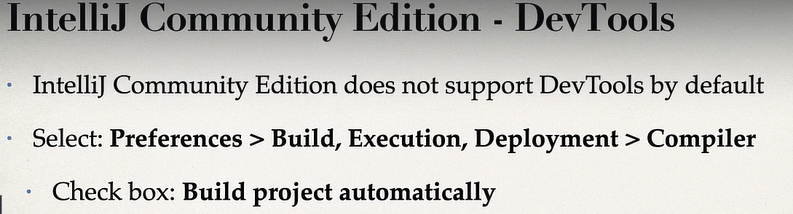 IntelliJ Community Edition - DevTools
• IntelliJ Community Edition does not support DevTools by default
• Select: Preferences > Build, Execution, Deployment > Compiler
• Check box: Build project automatically